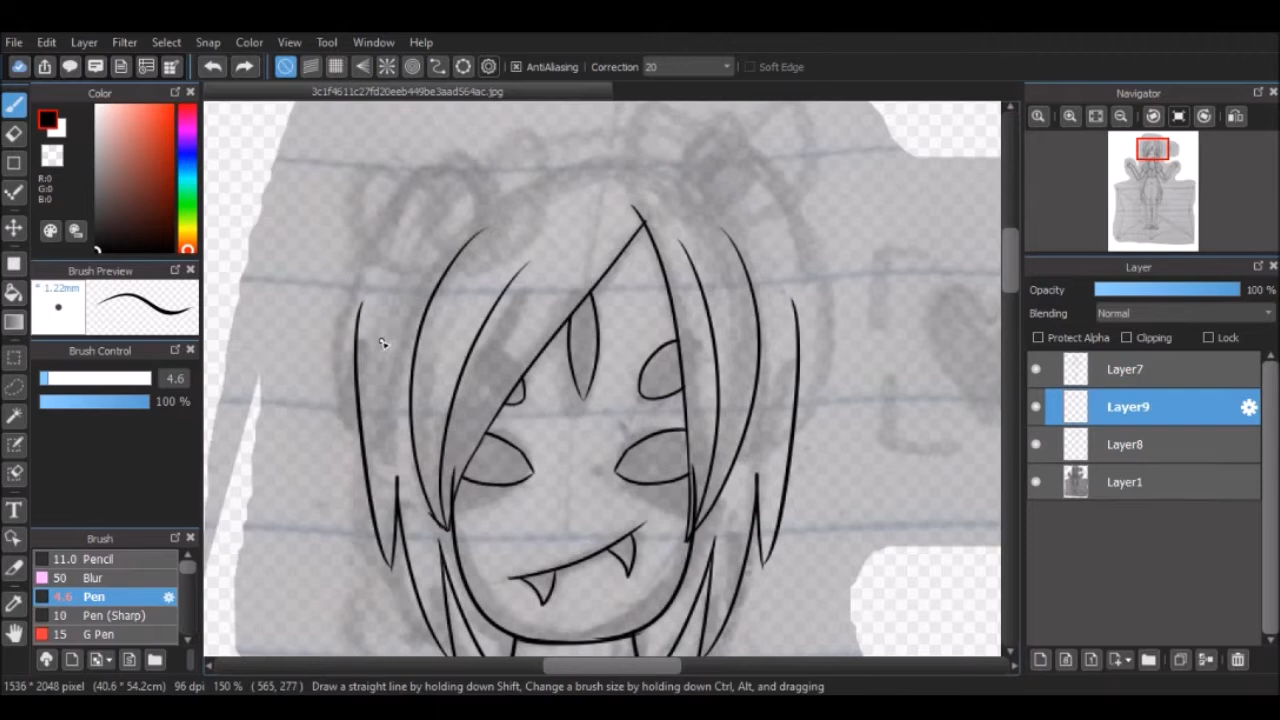 File Edit Layer Filter Select Snap Color View Tool Window Help
AntiAliasing Correction 20 Soft Edge
Color
3c1f4611c27fd20eeb449be3aad564ac.jpg
Navigator
R:0
G:0
B:0
Brush Preview
* 1.22mm
Layer
Opacity 100 %
Blending Normal
Protect Alpha Clipping Lock
Brush Control
4.6
100 %
Layer7
Layer9
Layer8
Layer1
T
Brush
11.0 Pencil
50 Blur
4.6 Pen
10 Pen (Sharp)
15 G Pen
1536 * 2048 pixel (40.6 * 54.2cm) 96 dpi 150 % ( 565, 277 ) Draw a straight line by holding down Shift, Change a brush size by holding down Ctrl, Alt, and dragging